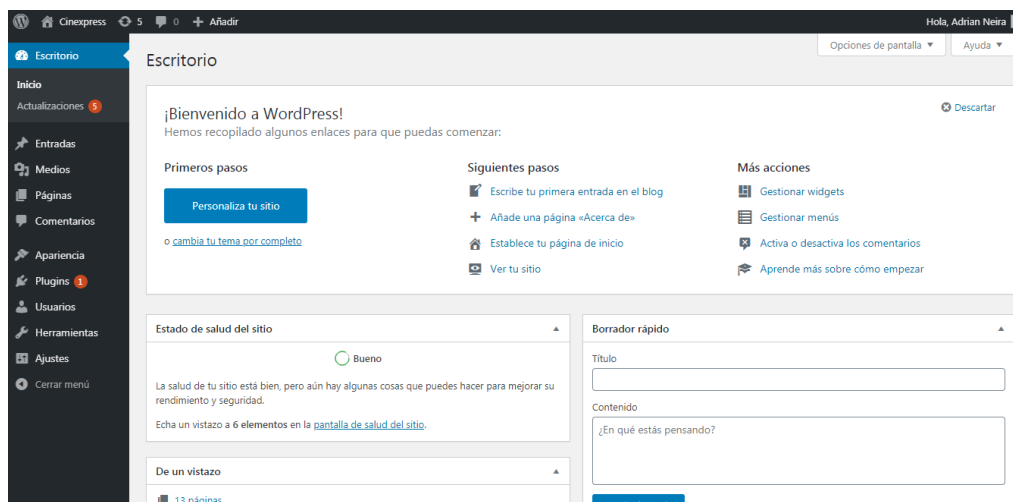 Cinexpress 5 0 + Añadir
Hola, Adrian Neira
Escritorio
Inicio
Actualizaciones 5
Entradas
Medios
Páginas
Comentarios
Apariencia
Plugins 1
Usuarios
Herramientas
Ajustes
Cerrar menú
Opciones de pantalla ▼
Ayuda ▼
Escritorio
¡Bienvenido a WordPress!
Descartar
Hemos recopilado algunos enlaces para que puedas comenzar:
Primeros pasos
Personaliza tu sitio
o cambia tu tema por completo
Siguientes pasos
Escribe tu primera entrada en el blog
Añade una página «Acerca de»
Establece tu página de inicio
Ver tu sitio
Más acciones
Gestionar widgets
Gestionar menús
Activa o desactiva los comentarios
Aprende más sobre cómo empezar
Estado de salud del sitio
Bueno
La salud de tu sitio está bien, pero aún hay algunas cosas que puedes hacer para mejorar su
rendimiento y seguridad.
Echa un vistazo a 6 elementos en la pantalla de salud del sitio.
De un vistazo
13 páginas
Borrador rápido
Título
Contenido
¿En qué estás pensando?